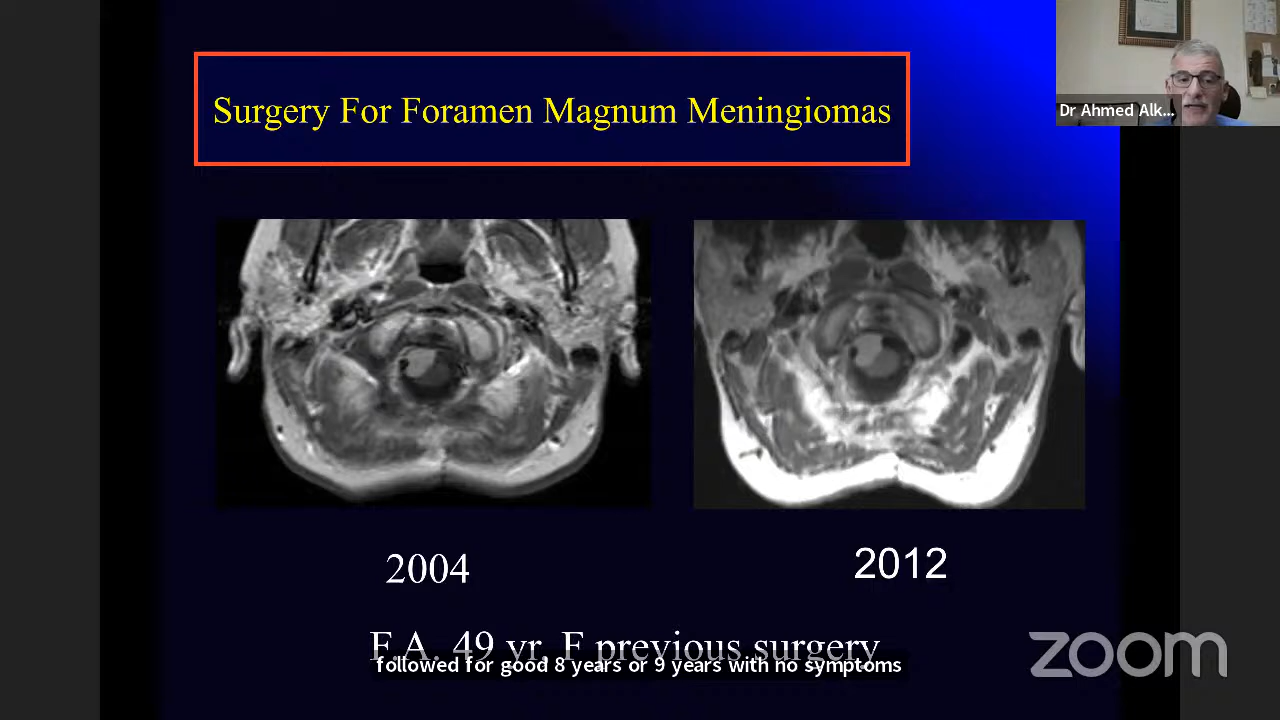 Surgery For Foramen Magnum Meningiomas
Dr Ahmed Alk...
2004
2012
F.A. 49 yr. F previous surgery
followed for good 8 years or 9 years with no symptoms
zoom